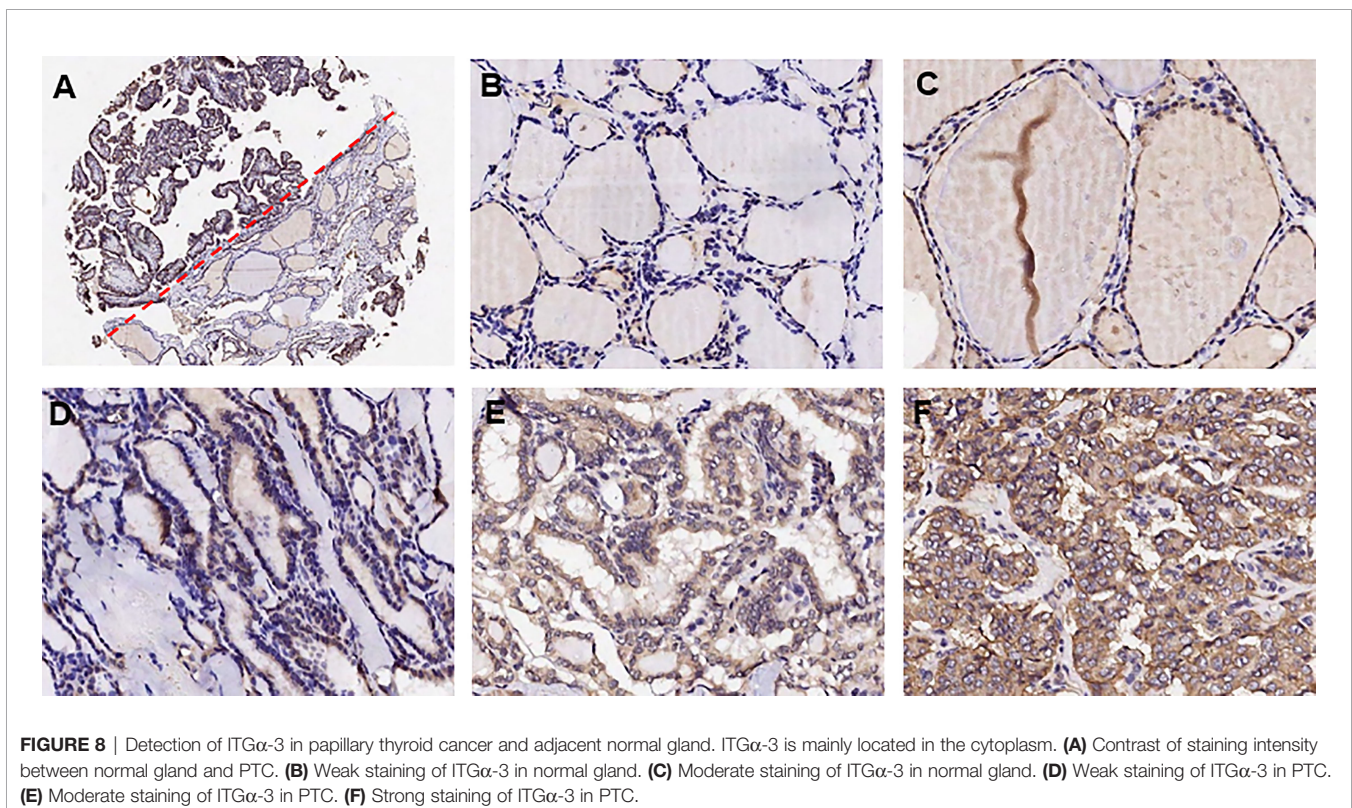 A
B
C
D
E
F
FIGURE 8 | Detection of ITGα-3 in papillary thyroid cancer and adjacent normal gland. ITGα-3 is mainly located in the cytoplasm. (A) Contrast of staining intensity
between normal gland and PTC. (B) Weak staining of ITGα-3 in normal gland. (C) Moderate staining of ITGα-3 in normal gland. (D) Weak staining of ITGα-3 in PTC.
(E) Moderate staining of ITGα-3 in PTC. (F) Strong staining of ITGα-3 in PTC.